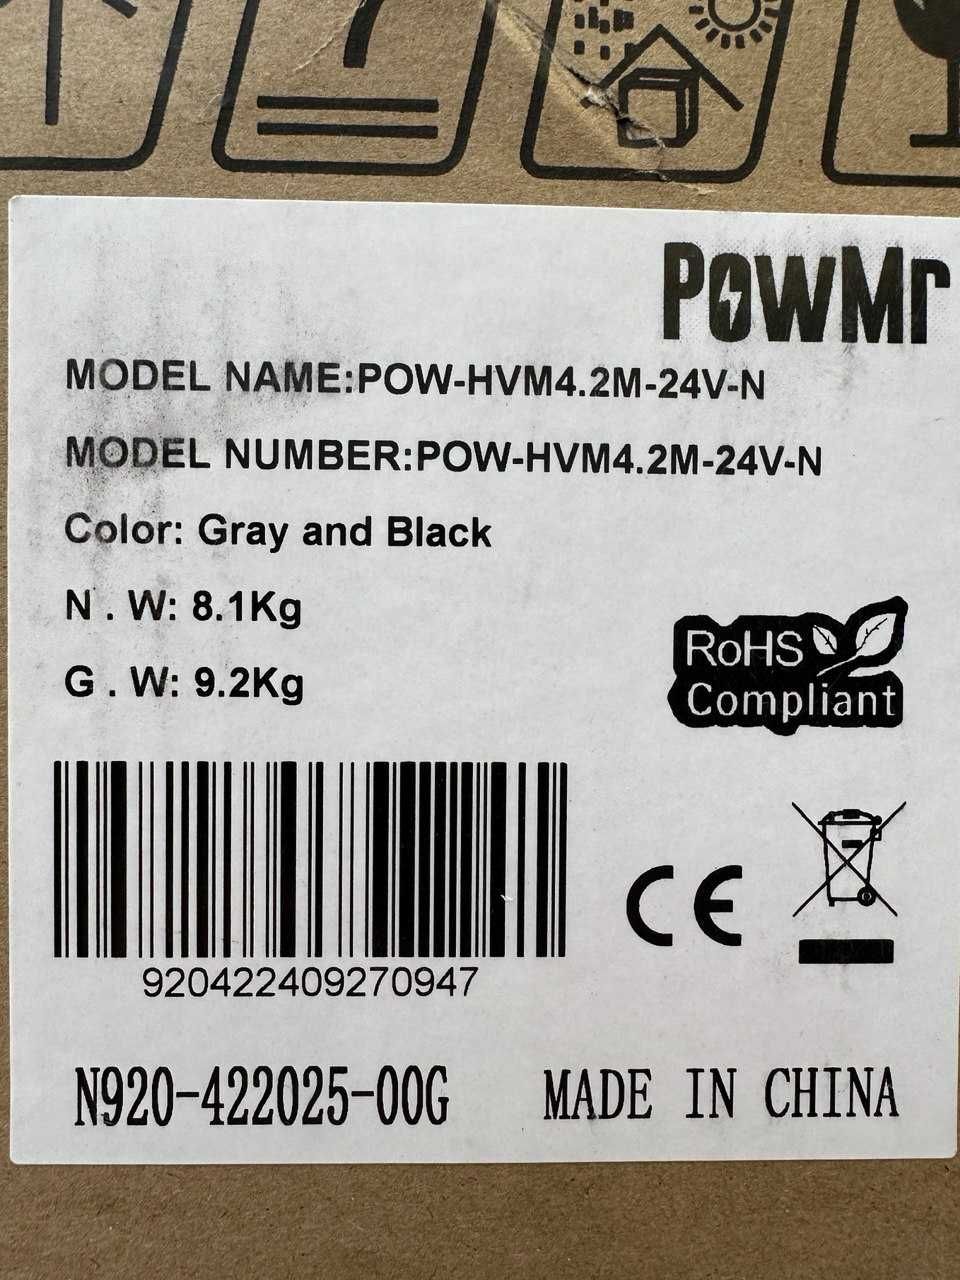 PowMr
MODEL NAME:POW-HVM4.2M-24V-N
MODEL NUMBER:POW-HVM4.2M-24V-N
Color: Gray and Black
N . W: 8.1Kg
G . W: 9.2Kg
RoHS
Compliant
CE
920422409270947
N920-422025-00G
MADE IN CHINA